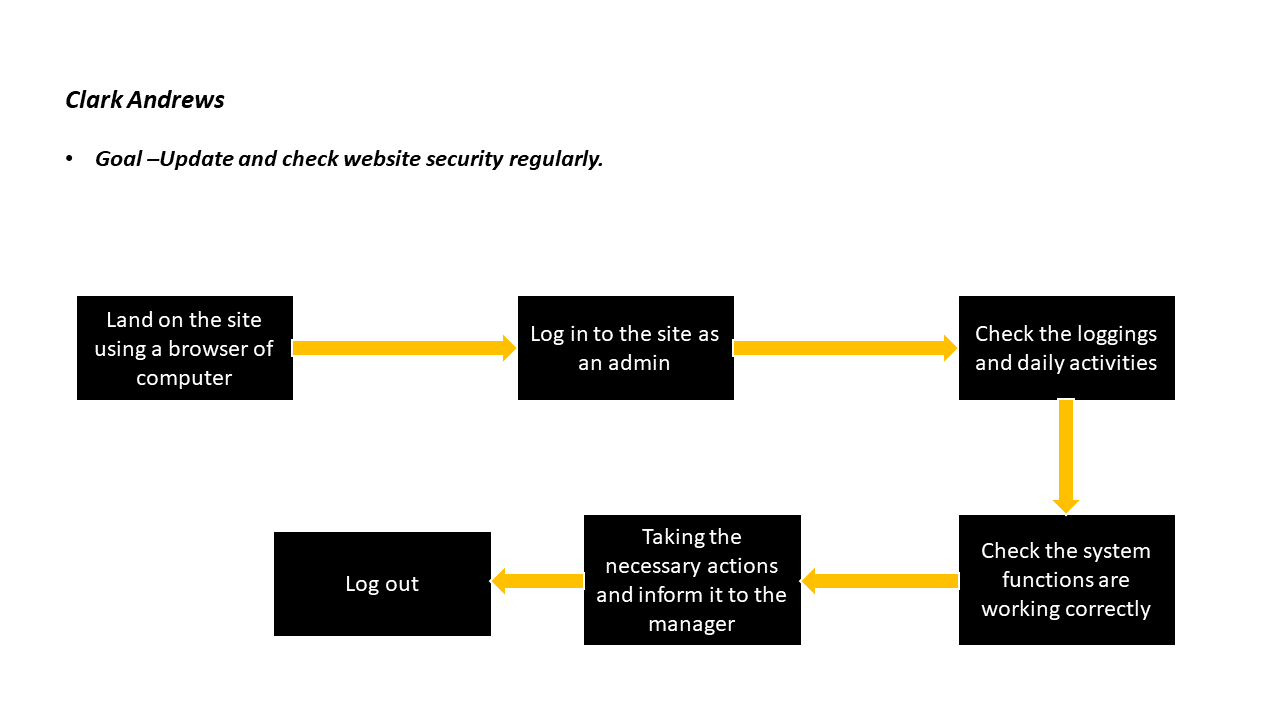 Clark Andrews
• Goal –Update and check website security regularly.
Land on the site
using a browser of
computer
Log in to the site as
an admin
Check the loggings
and daily activities
Check the system
functions are
working correctly
Taking the
necessary actions
and inform it to the
manager
Log out